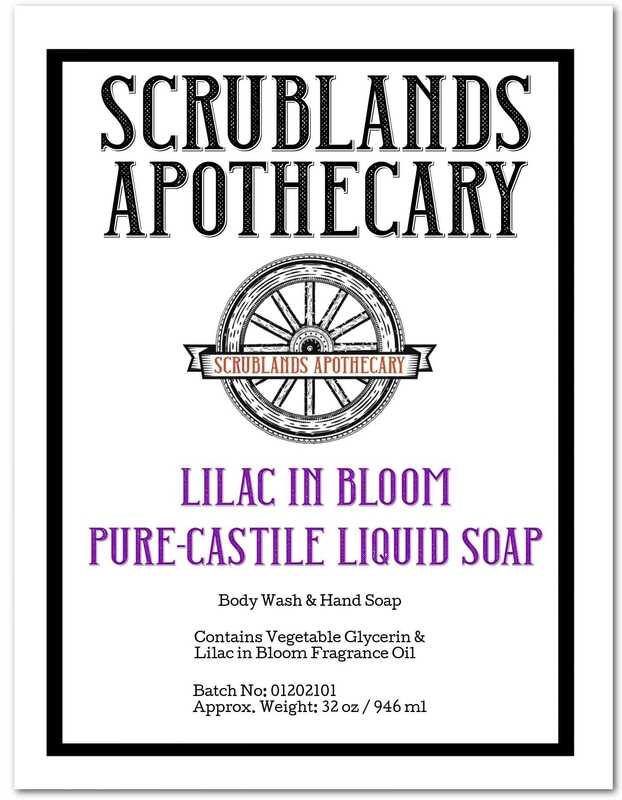 SCRUBLANDS
APOTHECARY
SCRUBLANDS APOTHECARY
LILAC IN BLOOM
PURE-CASTILE LIQUID SOAP
Body Wash & Hand Soap
Contains Vegetable Glycerin &
Lilac in Bloom Fragrance Oil
Batch No: 01202101
Approx. Weight: 32 oz / 946 ml